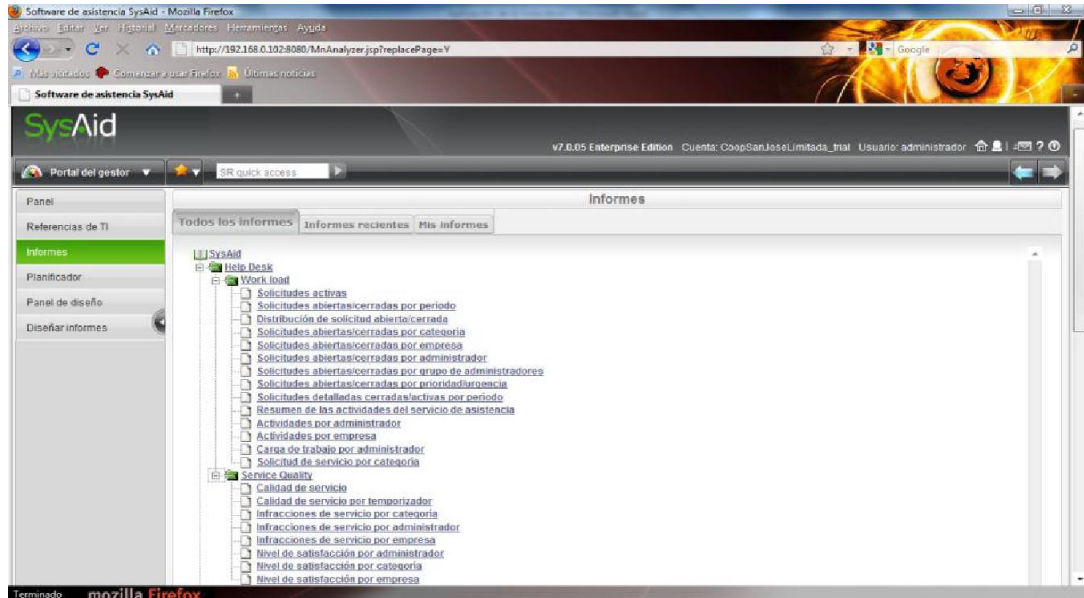 Software de asistencia SysAid - Mozilla Firefox
Archivo Editar Ver Historial Marcadores Herramientas Ayuda
http://192.168.0.102:8080/MnAnalyzer.jsp?replacePage=Y
Google
Más visitados Comenzar a usar Firefox Últimas noticias
Software de asistencia SysAid
SysAid
v7.0.05 Enterprise Edition Cuenta: CoopSanJoseLimitada_trial Usuario: administrador
Portal del gestor
SR quick access
Panel
Referencias de TI
Informes
Planificador
Panel de diseño
Diseñar informes
Informes
Todos los informes Informes recientes Mis informes
SysAid
Help Desk
Work load
Solicitudes activas
Solicitudes abiertas/cerradas por periodo
Distribución de solicitud abierta/cerrada
Solicitudes abiertas/cerradas por categoría
Solicitudes abiertas/cerradas por empresa
Solicitudes abiertas/cerradas por administrador
Solicitudes abiertas/cerradas por grupo de administradores
Solicitudes abiertas/cerradas por prioridad/urgencia
Solicitudes detalladas cerradas/activas por periodo
Resumen de las actividades del servicio de asistencia
Actividades por administrador
Actividades por empresa
Carga de trabajo por administrador
Solicitud de servicio por categoría
Service Quality
Calidad de servicio
Calidad de servicio por temporizador
Infracciones de servicio por categoría
Infracciones de servicio por administrador
Infracciones de servicio por empresa
Nivel de satisfacción por administrador
Nivel de satisfacción por categoría
Nivel de satisfacción por empresa
Terminado mozilla Firefox